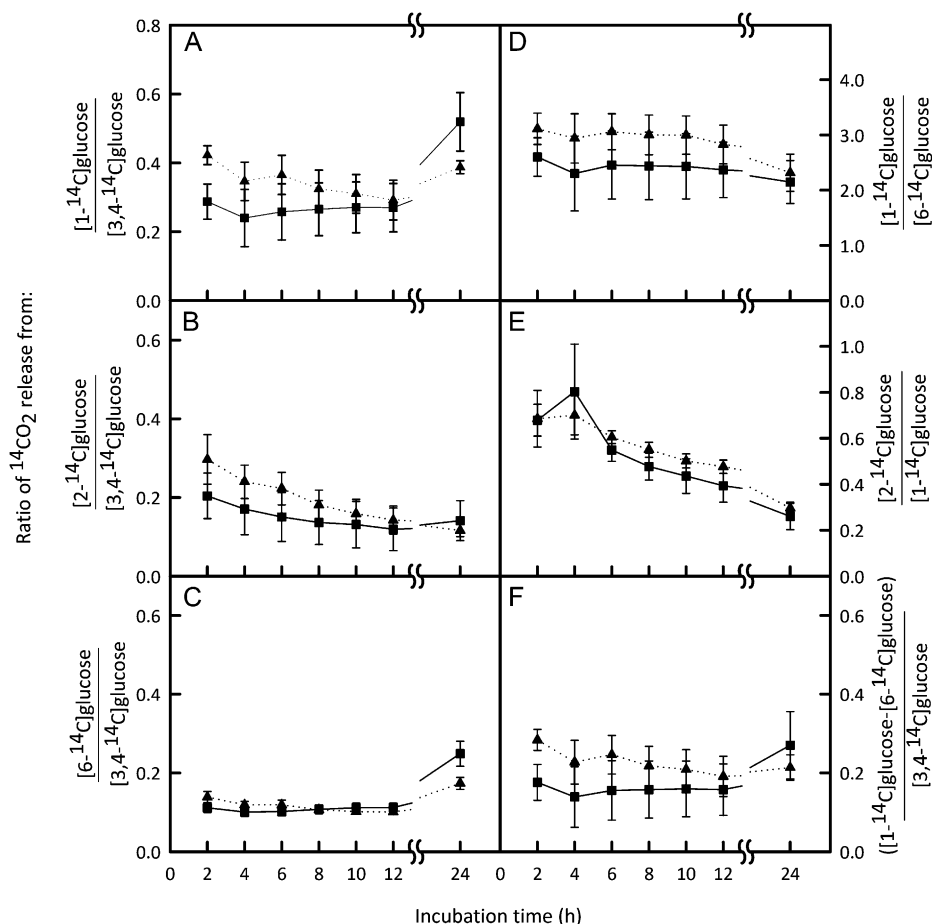 Ratio of 14CO2 release from:
A
[1-14C]glucose
[3,4-14C]glucose
0.8
0.6
0.4
0.2
0.0
D
4.0
3.0
2.0
1.0
0.0
[1-14C]glucose
[6-14C]glucose
B
[2-14C]glucose
[3,4-14C]glucose
0.6
0.4
0.2
0.0
E
1.0
0.8
0.6
0.4
0.2
0.0
[2-14C]glucose
[1-14C]glucose
C
[6-14C]glucose
[3,4-14C]glucose
0.6
0.4
0.2
0.0
F
0.6
0.4
0.2
0.0
([1-14C]glucose-[6-14C]glucose)
[3,4-14C]glucose
0 2 4 6 8 10 12 24 0 2 4 6 8 10 12 24
Incubation time (h)